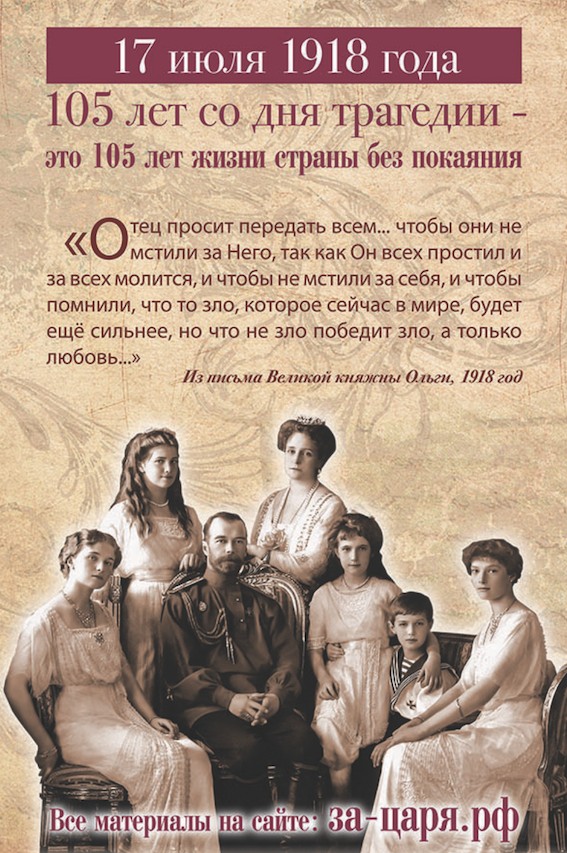 17 июля 1918 года
105 лет со дня трагедии -
это 105 лет жизни страны без покаяния
«Отец просит передать всем... чтобы они не
мстили за Него, так как Он всех простил и
за всех молится, и чтобы не мстили за себя, и чтобы
помнили, что то зло, которое сейчас в мире, будет
ещё сильнее, но что не зло победит зло, а только
любовь...»
Из письма Великой княжны Ольги, 1918 год
Все материалы на сайте: за-царя.рф